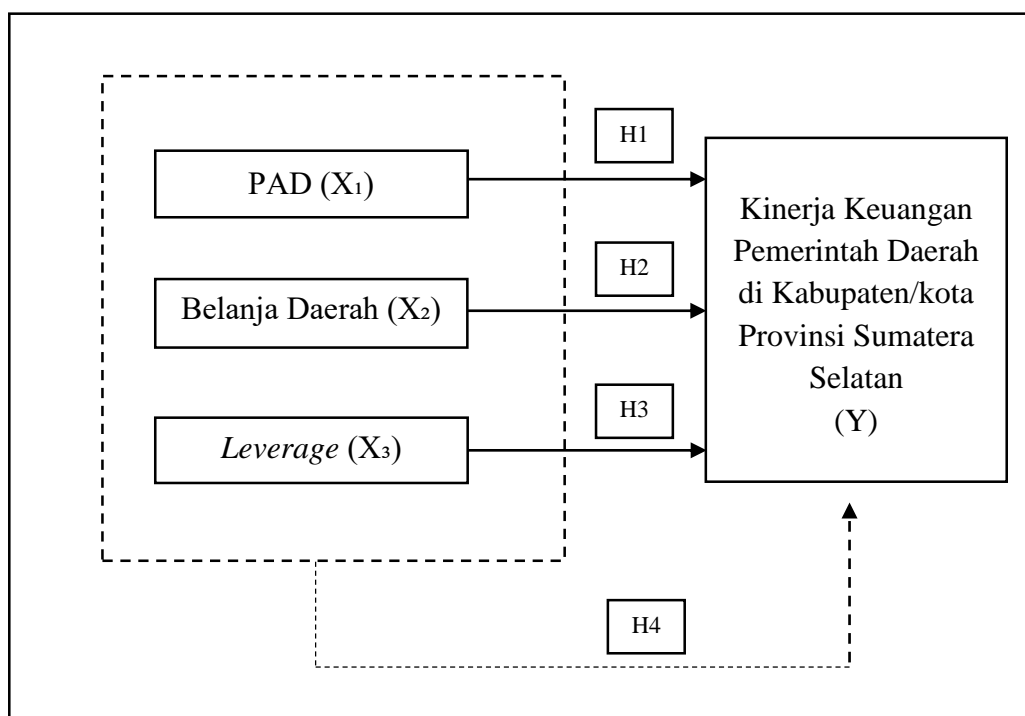 H1
PAD (X₁)
H2
Belanja Daerah (X₂)
H3
Leverage (X₃)
Kinerja Keuangan
Pemerintah Daerah
di Kabupaten/kota
Provinsi Sumatera
Selatan
(Y)
H4